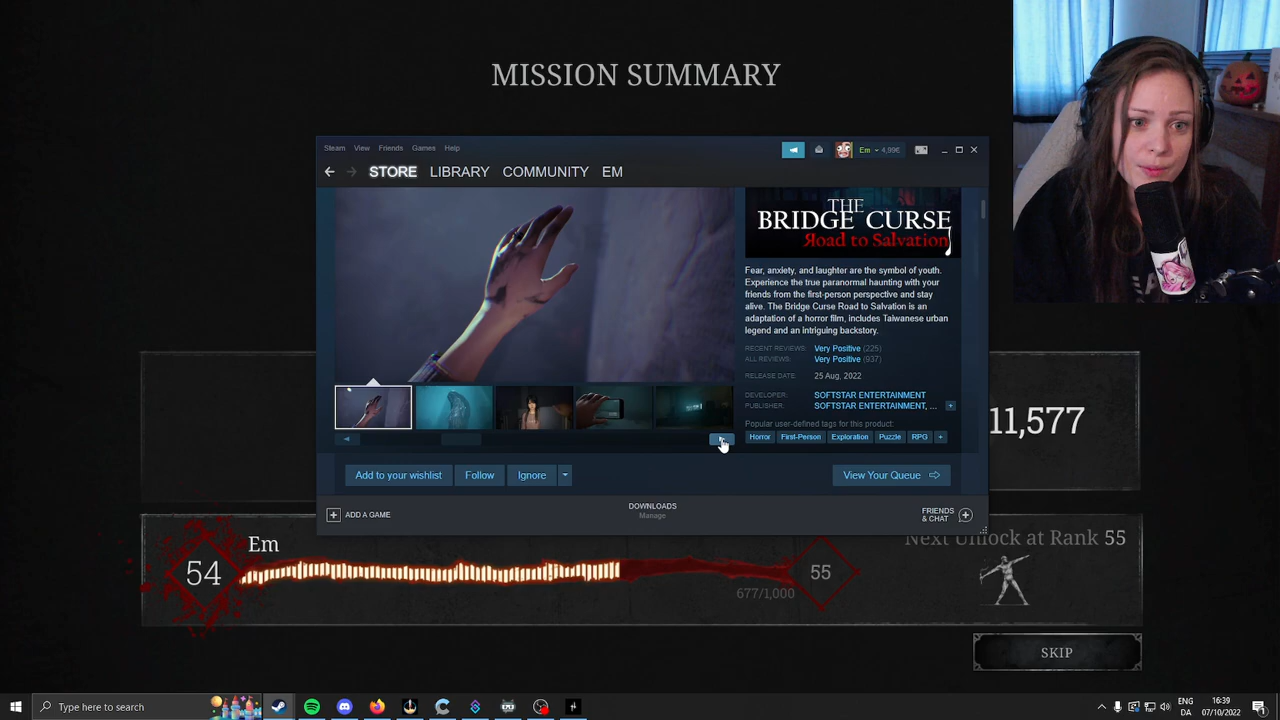 MISSION SUMMARY
Steam View Friends Games Help
Em 4,99€
STORE LIBRARY COMMUNITY EM
THE
BRIDGE CURSE
Road to Salvation
Fear, anxiety, and laughter are the symbol of youth.
Experience the true paranormal haunting with your
friends from the first-person perspective and stay
alive. The Bridge Curse Road to Salvation is an
adaptation of a horror film, includes Taiwanese urban
legend and an intriguing backstory.
RECENT REVIEWS: Very Positive (225)
ALL REVIEWS: Very Positive (937)
RELEASE DATE: 25 Aug, 2022
DEVELOPER: SOFTSTAR ENTERTAINMENT
PUBLISHER: SOFTSTAR ENTERTAINMENT, ... +
Popular user-defined tags for this product:
Horror First-Person Exploration Puzzle RPG +
Add to your wishlist Follow Ignore View Your Queue
ADD A GAME
DOWNLOADS
Manage
FRIENDS
& CHAT
11,577
Em
54
55
677/1,000
Next Unlock at Rank 55
SKIP
Type here to search
ENG
DA
16:39
07/10/2022